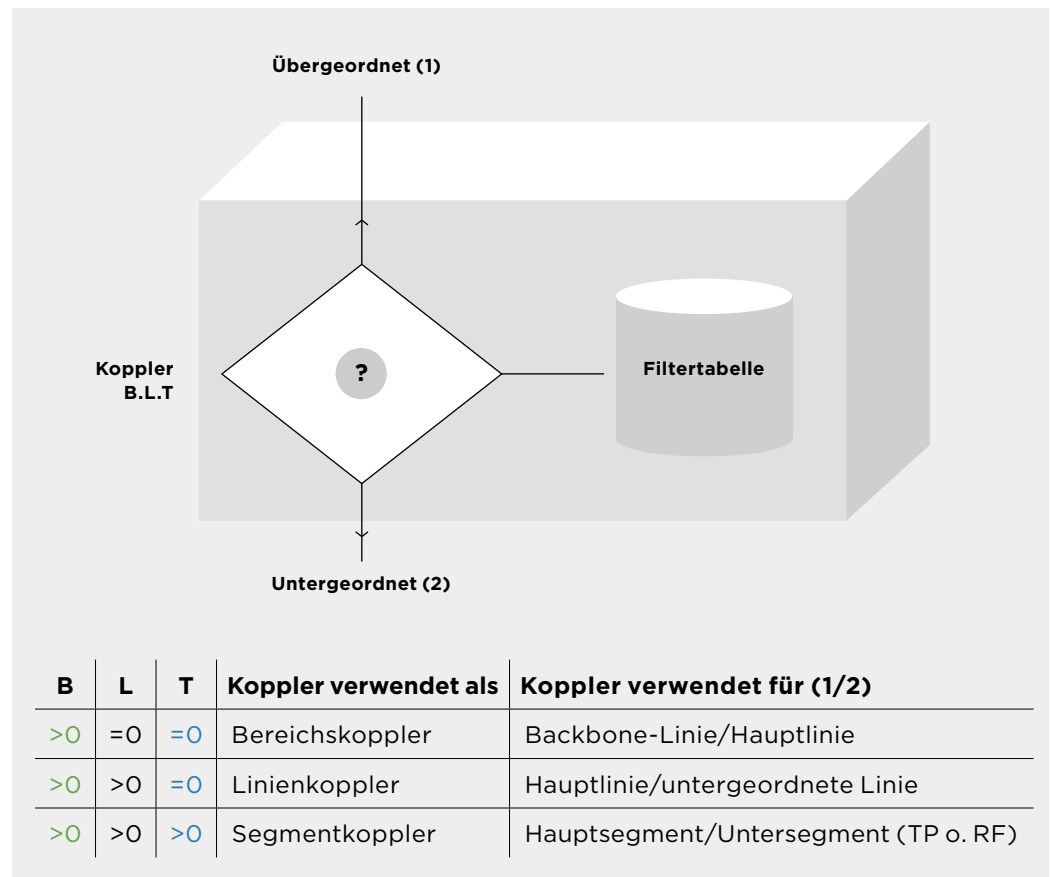 Übergeordnet (1)
Koppler
B.L.T
?
Filtertabelle
Untergeordnet (2)
B L T Koppler verwendet als Koppler verwendet für (1/2)
>0 =0 =0 Bereichskoppler Backbone-Linie/Hauptlinie
>0 >0 =0 Linienkoppler Hauptlinie/untergeordnete Linie
>0 >0 >0 Segmentkoppler Hauptsegment/Untersegment (TP o. RF)